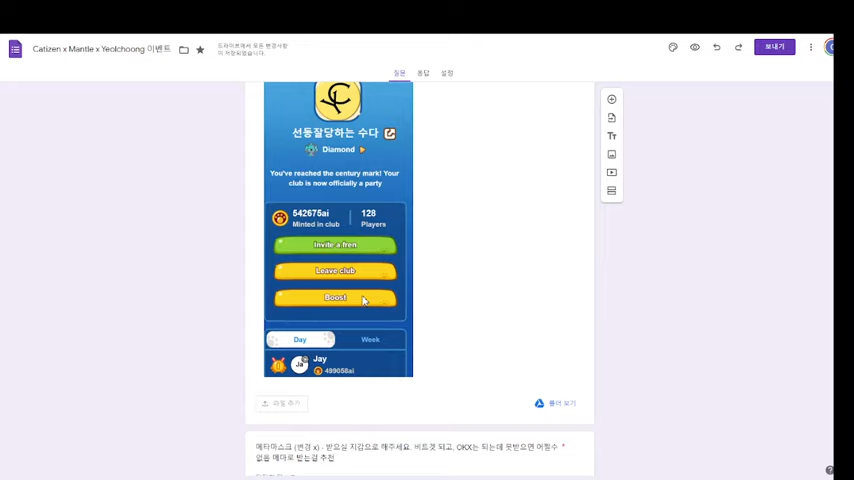 Catizen x Mantle x Yeolchoong 이벤트
드라이브에서 모든 변경사항
이 저장되었습니다.
보내기
질문 응답 설정
선동잘당하는 수다
Diamond
You've reached the century mark! Your
club is now officially a party
542675ai 128
Minted in club Players
Invite a fren
Leave club
Boost
Day Week
Jay
Ja
499058ai
파일 추가
폴더 보기
메타마스크 (변경 x) - 받으실 지갑으로 해주세요. 비트겟 되고, OKX는 되는데 못받으면 어쩔수 *
없음 메마로 받는걸 추천
Tт